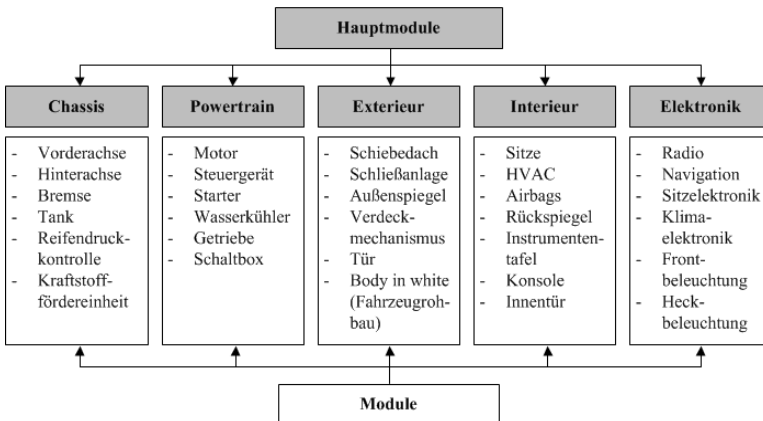 Hauptmodule
Chassis
- Vorderachse
- Hinterachse
- Bremse
- Tank
- Reifendruck-
kontrolle
- Kraftstoff-
fördereinheit
Powertrain
- Motor
- Steuergerät
- Starter
- Wasserkühler
- Getriebe
- Schaltbox
Exterieur
- Schiebedach
- Schließanlage
- Außenspiegel
- Verdeck-
mechanismus
- Tür
- Body in white
(Fahrzeugroh-
bau)
Interieur
- Sitze
- HVAC
- Airbags
- Rückspiegel
- Instrumenten-
tafel
- Konsole
- Innentür
Elektronik
- Radio
- Navigation
- Sitzelektronik
- Klima-
elektronik
- Front-
beleuchtung
- Heck-
beleuchtung
Module